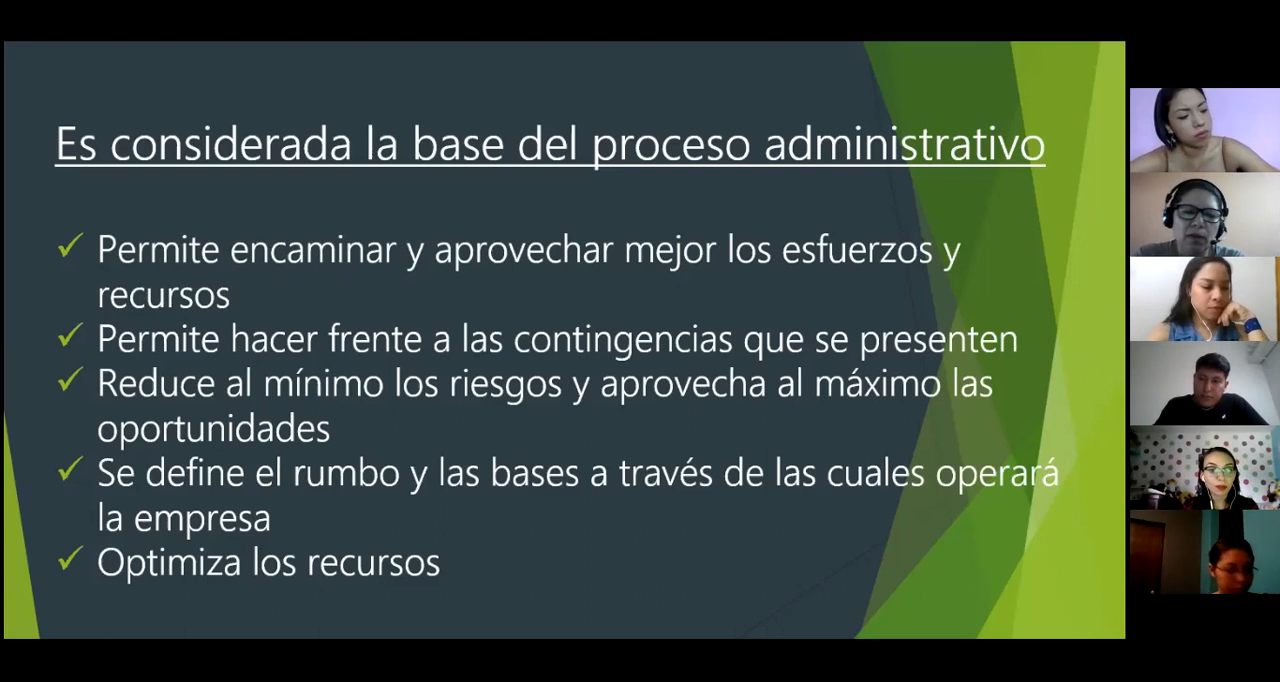 Es considerada la base del proceso administrativo
✓ Permite encaminar y aprovechar mejor los esfuerzos y
recursos
✓ Permite hacer frente a las contingencias que se presenten
✓ Reduce al mínimo los riesgos y aprovecha al máximo las
oportunidades
✓ Se define el rumbo y las bases a través de las cuales operará
la empresa
✓ Optimiza los recursos